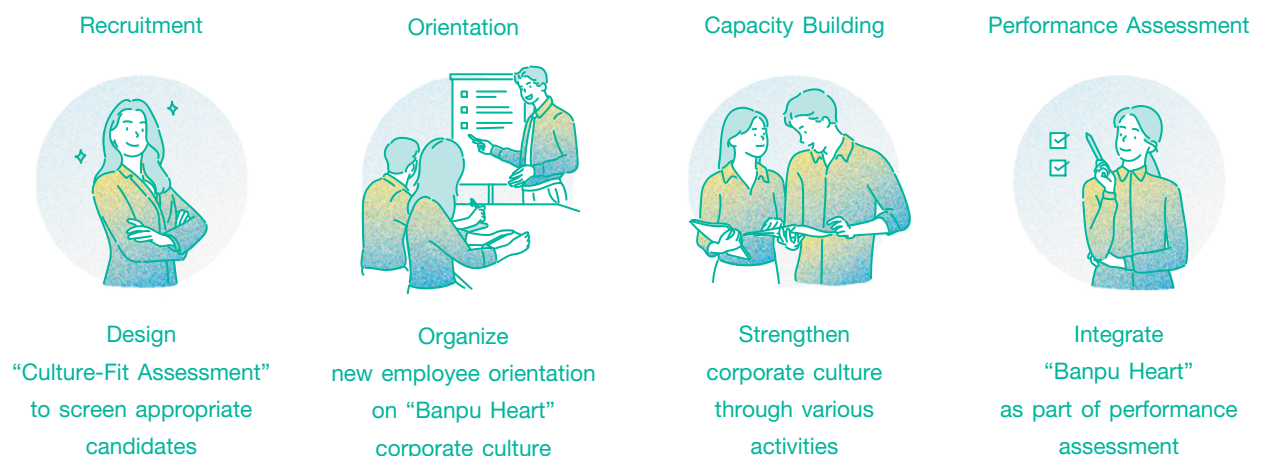 Recruitment
Design
“Culture-Fit Assessment”
to screen appropriate
candidates
Orientation
Organize
new employee orientation
on “Banpu Heart”
corporate culture
Capacity Building
Strengthen
corporate culture
through various
activities
Performance Assessment
Integrate
“Banpu Heart”
as part of performance
assessment